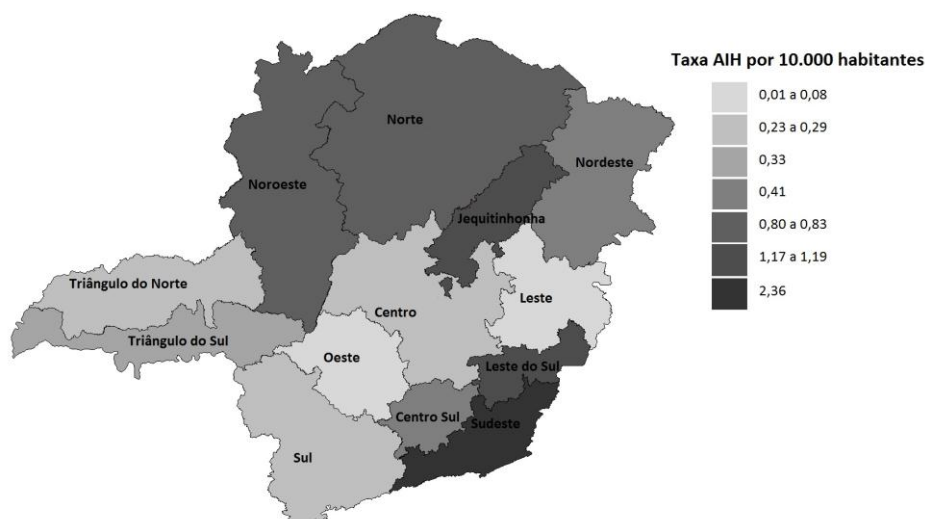 Taxa AIH por 10.000 habitantes
0,01 a 0,08
0,23 a 0,29
0,33
0,41
0,80 a 0,83
1,17 a 1,19
2,36
Norte
Nordeste
Noroeste
Jequitinhonha
Triângulo do Norte
Leste
Centro
Triângulo do Sul
Oeste
Leste do Sul
Centro Sul
Sudeste
Sul